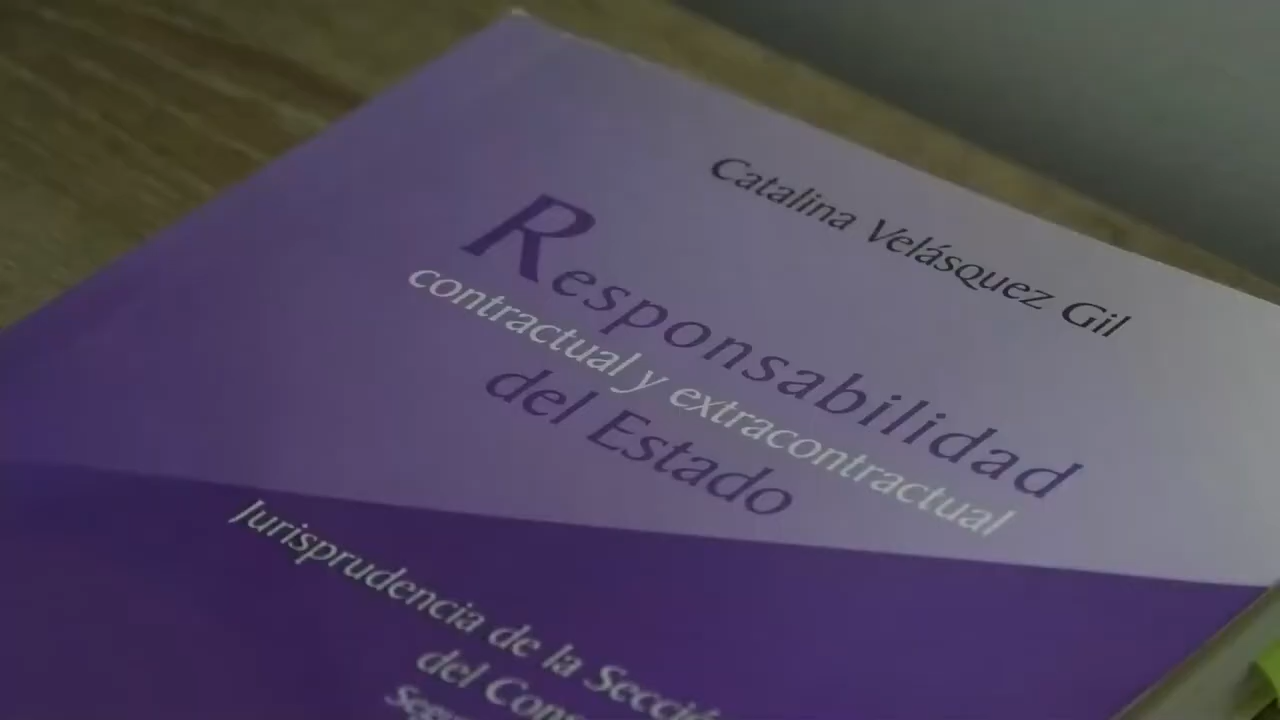 Catalina Velásquez Gil
Responsabilidad
contractual y extracontractual
del Estado
Jurisprudencia de la
del